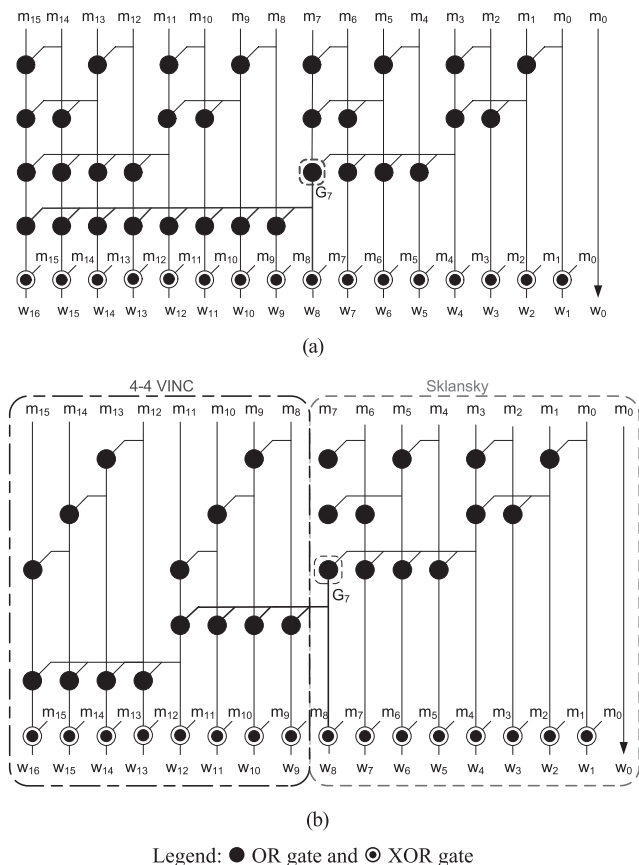 m15 m14 m13 m12 m11 m10 m9 m8 m7 m6 m5 m4 m3 m2 m1 m0 m0
G7
m15 m14 m13 m12 m11 m10 m9 m8 m7 m6 m5 m4 m3 m2 m1 m0
w16 w15 w14 w13 w12 w11 w10 w9 w8 w7 w6 w5 w4 w3 w2 w1 w0
(a)
4-4 VINC Sklansky
m15 m14 m13 m12 m11 m10 m9 m8 m7 m6 m5 m4 m3 m2 m1 m0 m0
G7
m15 m14 m13 m12 m11 m10 m9 m8 m7 m6 m5 m4 m3 m2 m1 m0
w16 w15 w14 w13 w12 w11 w10 w9 w8 w7 w6 w5 w4 w3 w2 w1 w0
(b)
Legend: OR gate and XOR gate